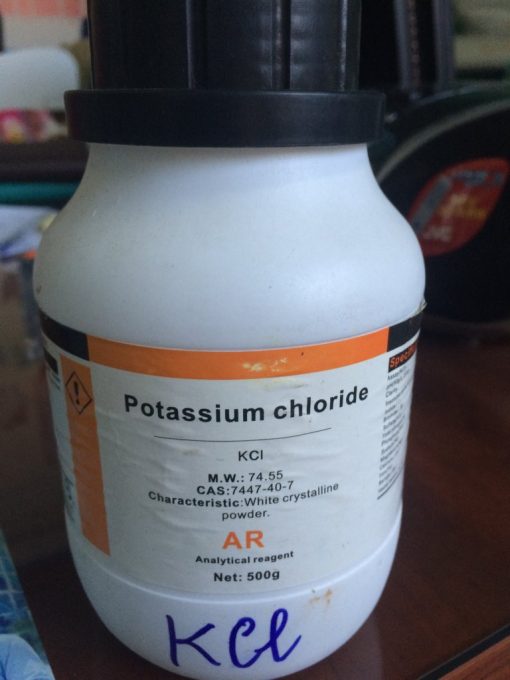 Potassium chloride
KCl
M.W.: 74.55
CAS:7447-40-7
Characteristic:White crystalline
powder.
AR
Analytical reagent
Net: 500g
KCl